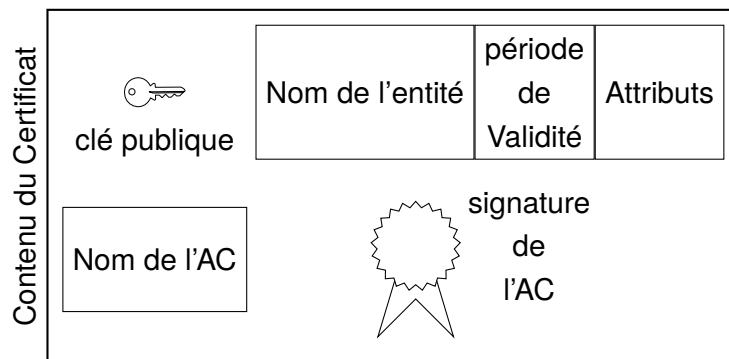 Contenu du Certificat
clé publique
Nom de l'entité
période
de
Validité
Attributs
Nom de l'AC
signature
de
l'AC